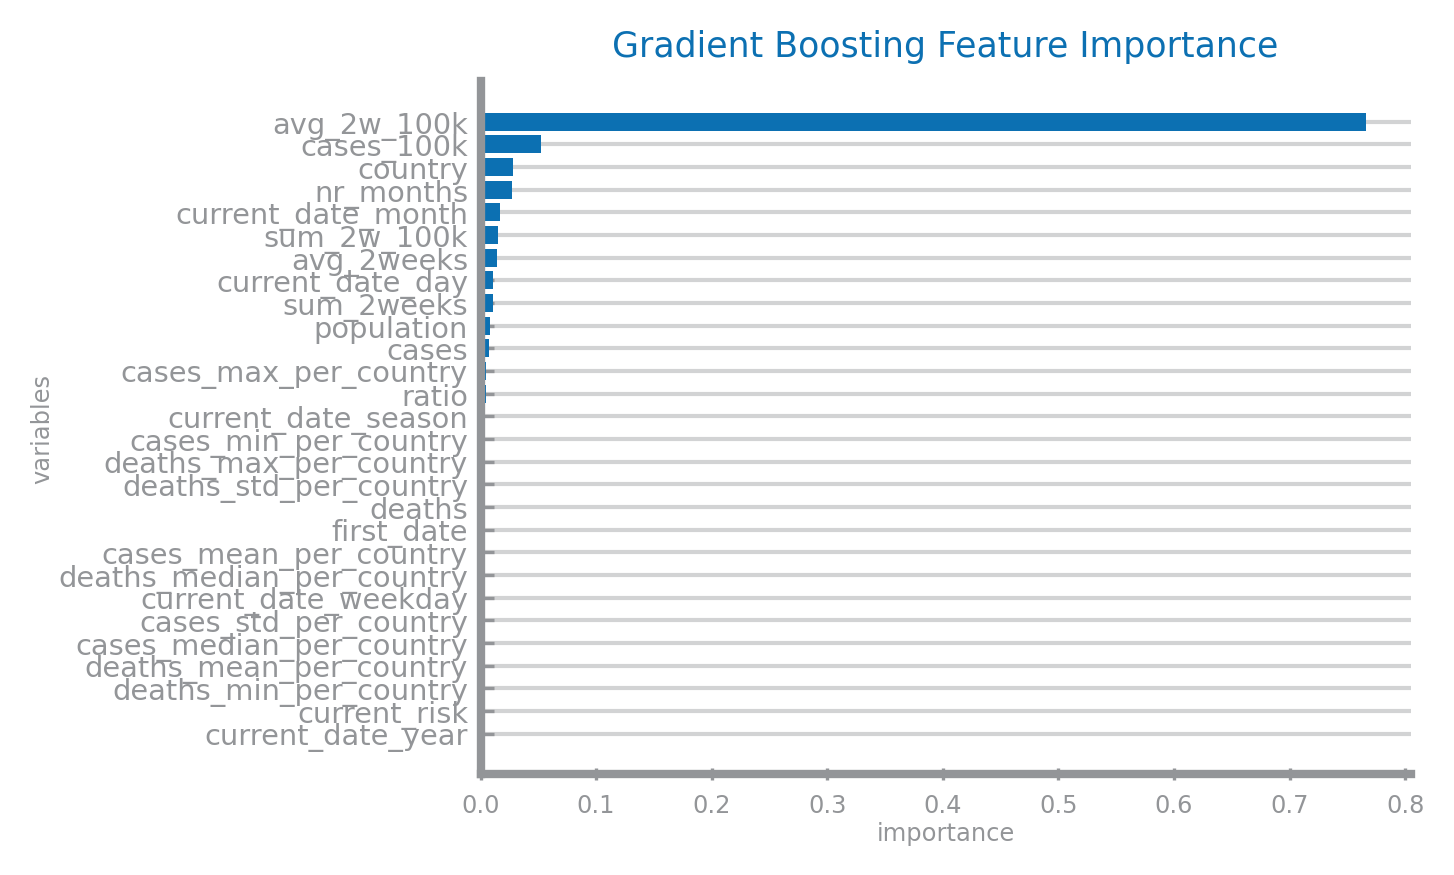 Gradient Boosting Feature Importance
avg_2w_100k
cases_100k
country
nr_months
current_date_month
sum_2w_100k
avg_2weeks
current_date_day
sum_2weeks
population
cases
cases_max_per_country
ratio
current_date_season
cases_min_per_country
deaths_max_per_country
deaths_std_per_country
deaths
first_date
cases_mean_per_country
deaths_median_per_country
current_date_weekday
cases_std_per_country
cases_median_per_country
deaths_mean_per_country
deaths_min_per_country
current_risk
current_date_year
variables
0.0 0.1 0.2 0.3 0.4 0.5 0.6 0.7 0.8
importance